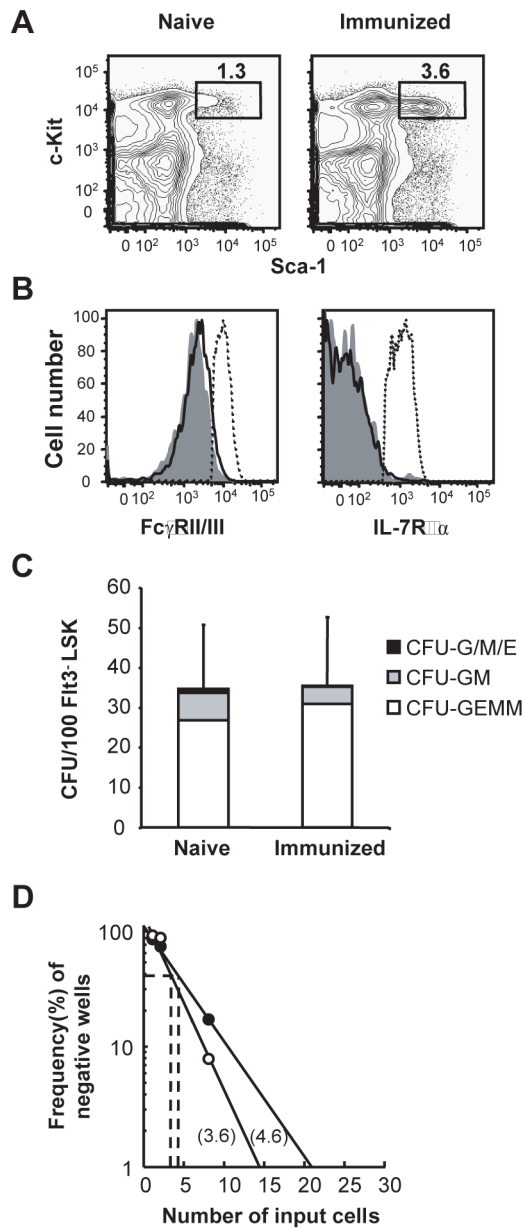 A
Naive Immunized
1.3 3.6
c-Kit
10⁵ 10⁴ 10³ 10² 0
0 10² 10³ 10⁴ 10⁵ 0 10² 10³ 10⁴ 10⁵
Sca-1
B
Cell number
100 80 60 40 20 0
0 10² 10³ 10⁴ 10⁵ 0 10² 10³ 10⁴ 10⁵
FcγRII/III IL-7Rα
C
CFU/100 Flt3⁻ LSK
60
50
40
30
20
10
0
CFU-G/M/E
CFU-GM
CFU-GEMM
Naive Immunized
D
Frequency(%) of
negative wells
100
10
1
(3.6) (4.6)
0 5 10 15 20 25 30
Number of input cells